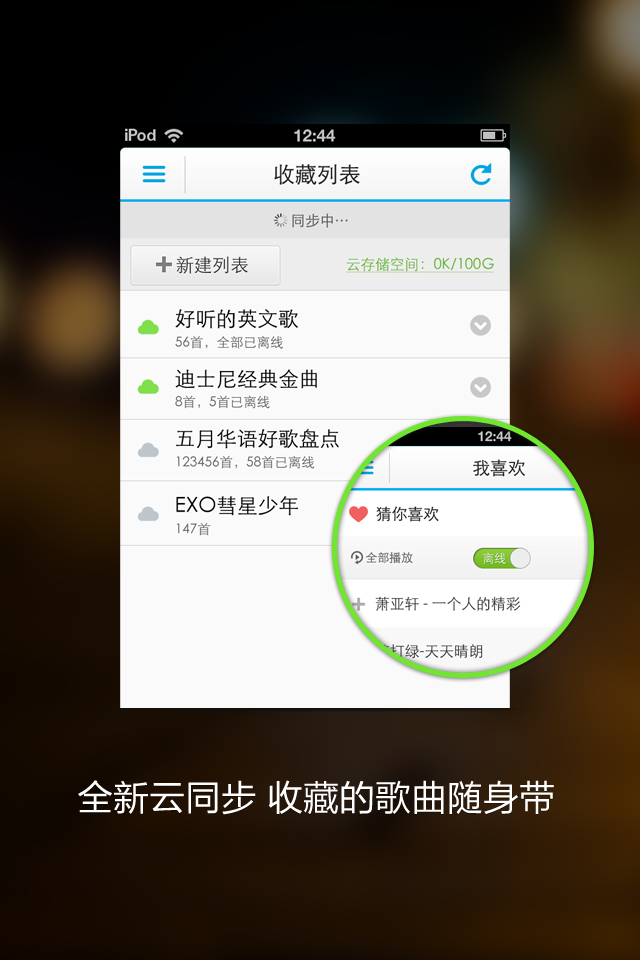 iPod 12:44
收藏列表
同步中…
新建列表 云存储空间：0K/100G
好听的英文歌
56首，全部已离线
迪士尼经典金曲
8首，5首已离线
五月华语好歌盘点
123456首，58首已离线
EXO彗星少年
147首
12:44
我喜欢
猜你喜欢
全部播放 离线
萧亚轩 - 一个人的精彩
打绿-天天晴朗
全新云同步 收藏的歌曲随身带